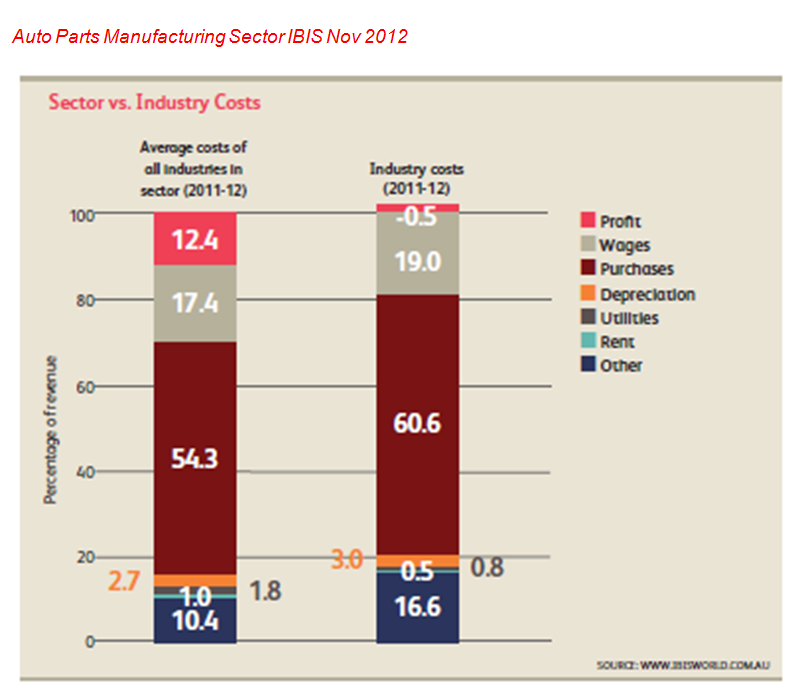 Auto Parts Manufacturing Sector IBIS Nov 2012
Sector vs. Industry Costs
Average costs of
all industries in
sector (2011-12)
Industry costs
(2011-12)
Percentage of revenue
100
80
60
40
20
0
12.4
17.4
54.3
2.7
1.8
1.0
10.4
-0.5
19.0
60.6
3.0
0.8
0.5
16.6
Profit
Wages
Purchases
Depreciation
Utilities
Rent
Other
SOURCE: WWW.IBISWORLD.COM.AU